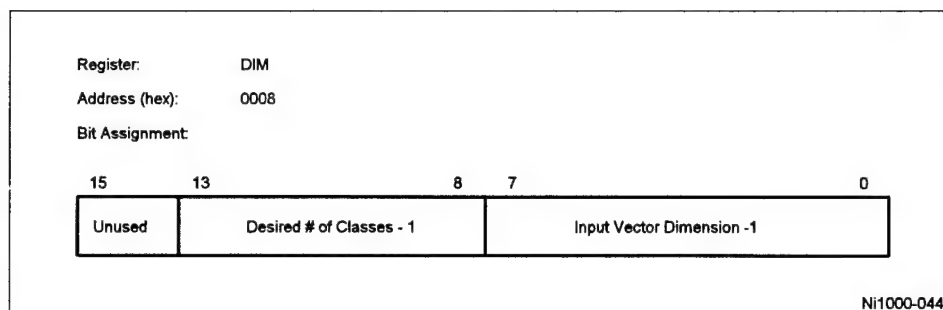 Register: DIM
Address (hex): 0008
Bit Assignment:
15 13 8 7 0
Unused Desired # of Classes - 1 Input Vector Dimension -1
Ni1000-044